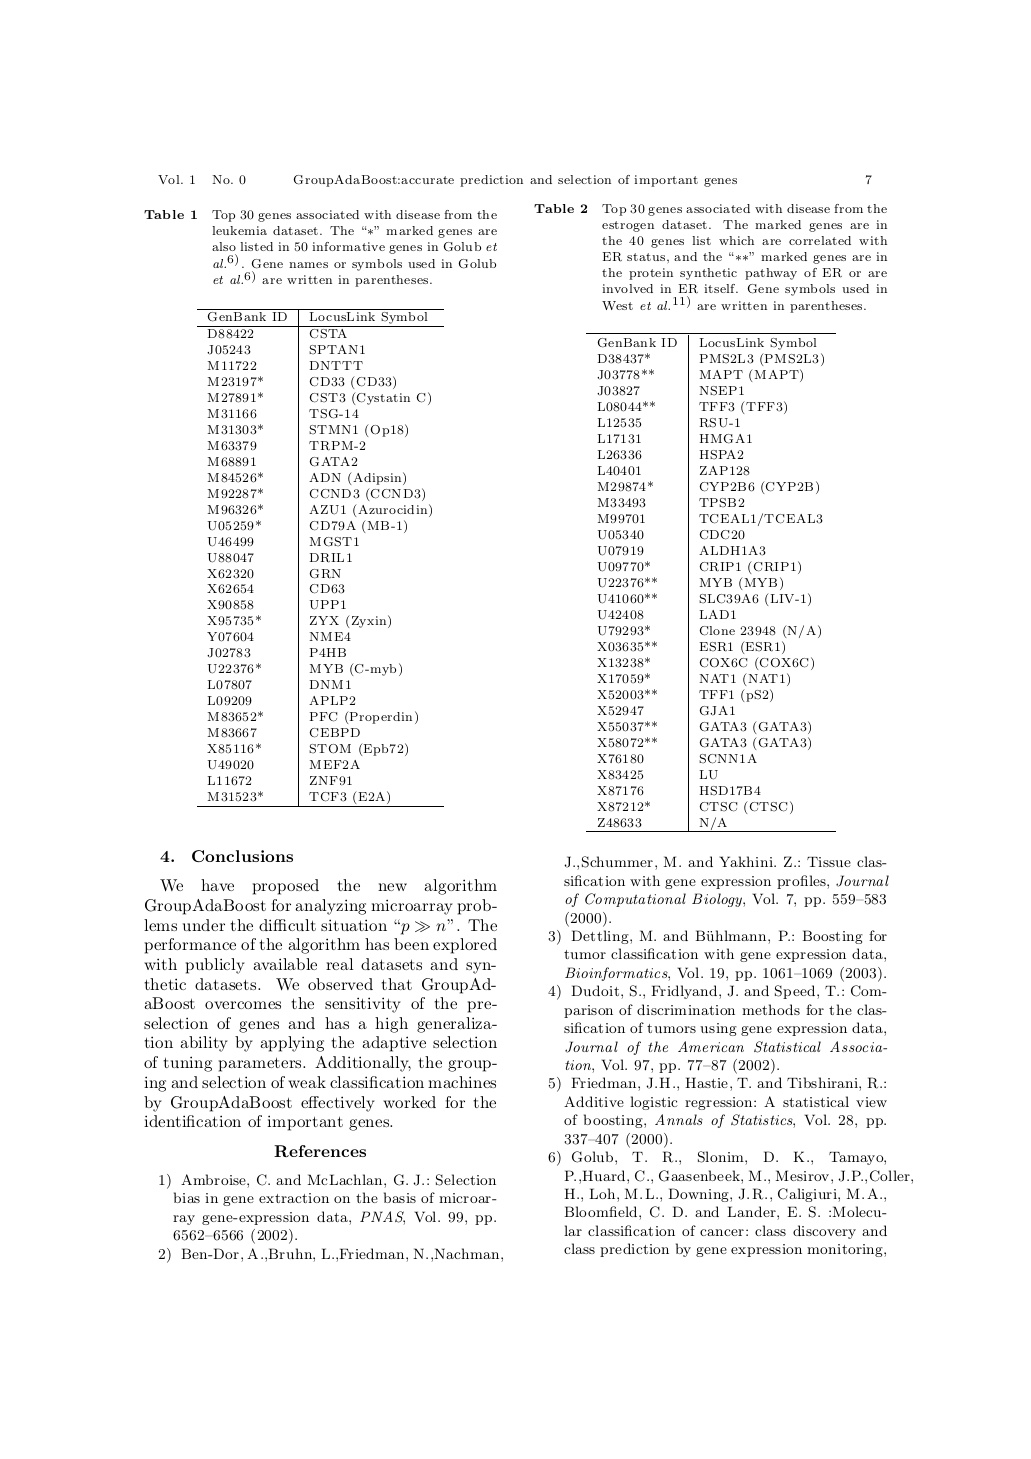 Vol. 1 No. 0 GroupAdaBoost:accurate prediction and selection of important genes 7
Table 1 Top 30 genes associated with disease from the
leukemia dataset. The “∗” marked genes are
also listed in 50 informative genes in Golub et
al.6). Gene names or symbols used in Golub
et al.6) are written in parentheses.
GenBank ID LocusLink Symbol
D88422 CSTA
J05243 SPTAN1
M11722 DNTTT
M23197* CD33 (CD33)
M27891* CST3 (Cystatin C)
M31166 TSG-14
M31303* STMN1 (Op18)
M63379 TRPM-2
M68891 GATA2
M84526* ADN (Adipsin)
M92287* CCND3 (CCND3)
M96326* AZU1 (Azurocidin)
U05259* CD79A (MB-1)
U46499 MGST1
U88047 DRIL1
X62320 GRN
X62654 CD63
X90858 UPP1
X95735* ZYX (Zyxin)
Y07604 NME4
J02783 P4HB
U22376* MYB (C-myb)
L07807 DNM1
L09209 APLP2
M83652* PFC (Properdin)
M83667 CEBPD
X85116* STOM (Epb72)
U49020 MEF2A
L11672 ZNF91
M31523* TCF3 (E2A)
4. Conclusions
We have proposed the new algorithm
GroupAdaBoost for analyzing microarray prob-
lems under the difficult situation “p ≫ n”. The
performance of the algorithm has been explored
with publicly available real datasets and syn-
thetic datasets. We observed that GroupAd-
aBoost overcomes the sensitivity of the pre-
selection of genes and has a high generaliza-
tion ability by applying the adaptive selection
of tuning parameters. Additionally, the group-
ing and selection of weak classification machines
by GroupAdaBoost effectively worked for the
identification of important genes.
References
1) Ambroise, C. and McLachlan, G. J.: Selection
bias in gene extraction on the basis of microar-
ray gene-expression data, PNAS, Vol. 99, pp.
6562–6566 (2002).
2) Ben-Dor, A.,Bruhn, L.,Friedman, N.,Nachman,
Table 2 Top 30 genes associated with disease from the
estrogen dataset. The marked genes are in
the 40 genes list which are correlated with
ER status, and the “∗∗” marked genes are in
the protein synthetic pathway of ER or are
involved in ER itself. Gene symbols used in
West et al.11) are written in parentheses.
GenBank ID LocusLink Symbol
D38437* PMS2L3 (PMS2L3)
J03778** MAPT (MAPT)
J03827 NSEP1
L08044** TFF3 (TFF3)
L12535 RSU-1
L17131 HMGA1
L26336 HSPA2
L40401 ZAP128
M29874* CYP2B6 (CYP2B)
M33493 TPSB2
M99701 TCEAL1/TCEAL3
U05340 CDC20
U07919 ALDH1A3
U09770* CRIP1 (CRIP1)
U22376** MYB (MYB)
U41060** SLC39A6 (LIV-1)
U42408 LAD1
U79293* Clone 23948 (N/A)
X03635** ESR1 (ESR1)
X13238* COX6C (COX6C)
X17059* NAT1 (NAT1)
X52003** TFF1 (pS2)
X52947 GJA1
X55037** GATA3 (GATA3)
X58072** GATA3 (GATA3)
X76180 SCNN1A
X83425 LU
X87176 HSD17B4
X87212* CTSC (CTSC)
Z48633 N/A
J.,Schummer, M. and Yakhini. Z.: Tissue clas-
sification with gene expression profiles, Journal
of Computational Biology, Vol. 7, pp. 559–583
(2000).
3) Dettling, M. and Bühlmann, P.: Boosting for
tumor classification with gene expression data,
Bioinformatics, Vol. 19, pp. 1061–1069 (2003).
4) Dudoit, S., Fridlyand, J. and Speed, T.: Com-
parison of discrimination methods for the clas-
sification of tumors using gene expression data,
Journal of the American Statistical Associa-
tion, Vol. 97, pp. 77–87 (2002).
5) Friedman, J.H., Hastie, T. and Tibshirani, R.:
Additive logistic regression: A statistical view
of boosting, Annals of Statistics, Vol. 28, pp.
337–407 (2000).
6) Golub, T. R., Slonim, D. K., Tamayo,
P.,Huard, C., Gaasenbeek, M., Mesirov, J.P.,Coller,
H., Loh, M.L., Downing, J.R., Caligiuri, M.A.,
Bloomfield, C. D. and Lander, E. S. :Molecu-
lar classification of cancer: class discovery and
class prediction by gene expression monitoring,